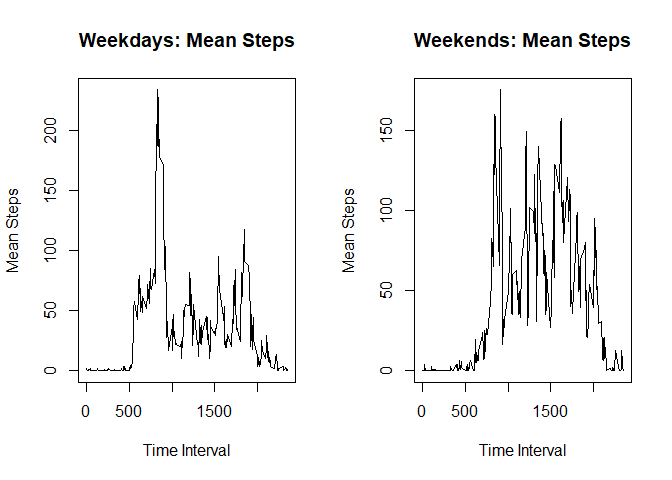 Weekdays: Mean Steps
Mean Steps
200
150
100
50
0
0 500 1500
Time Interval
Weekends: Mean Steps
Mean Steps
150
100
50
0
0 500 1500
Time Interval